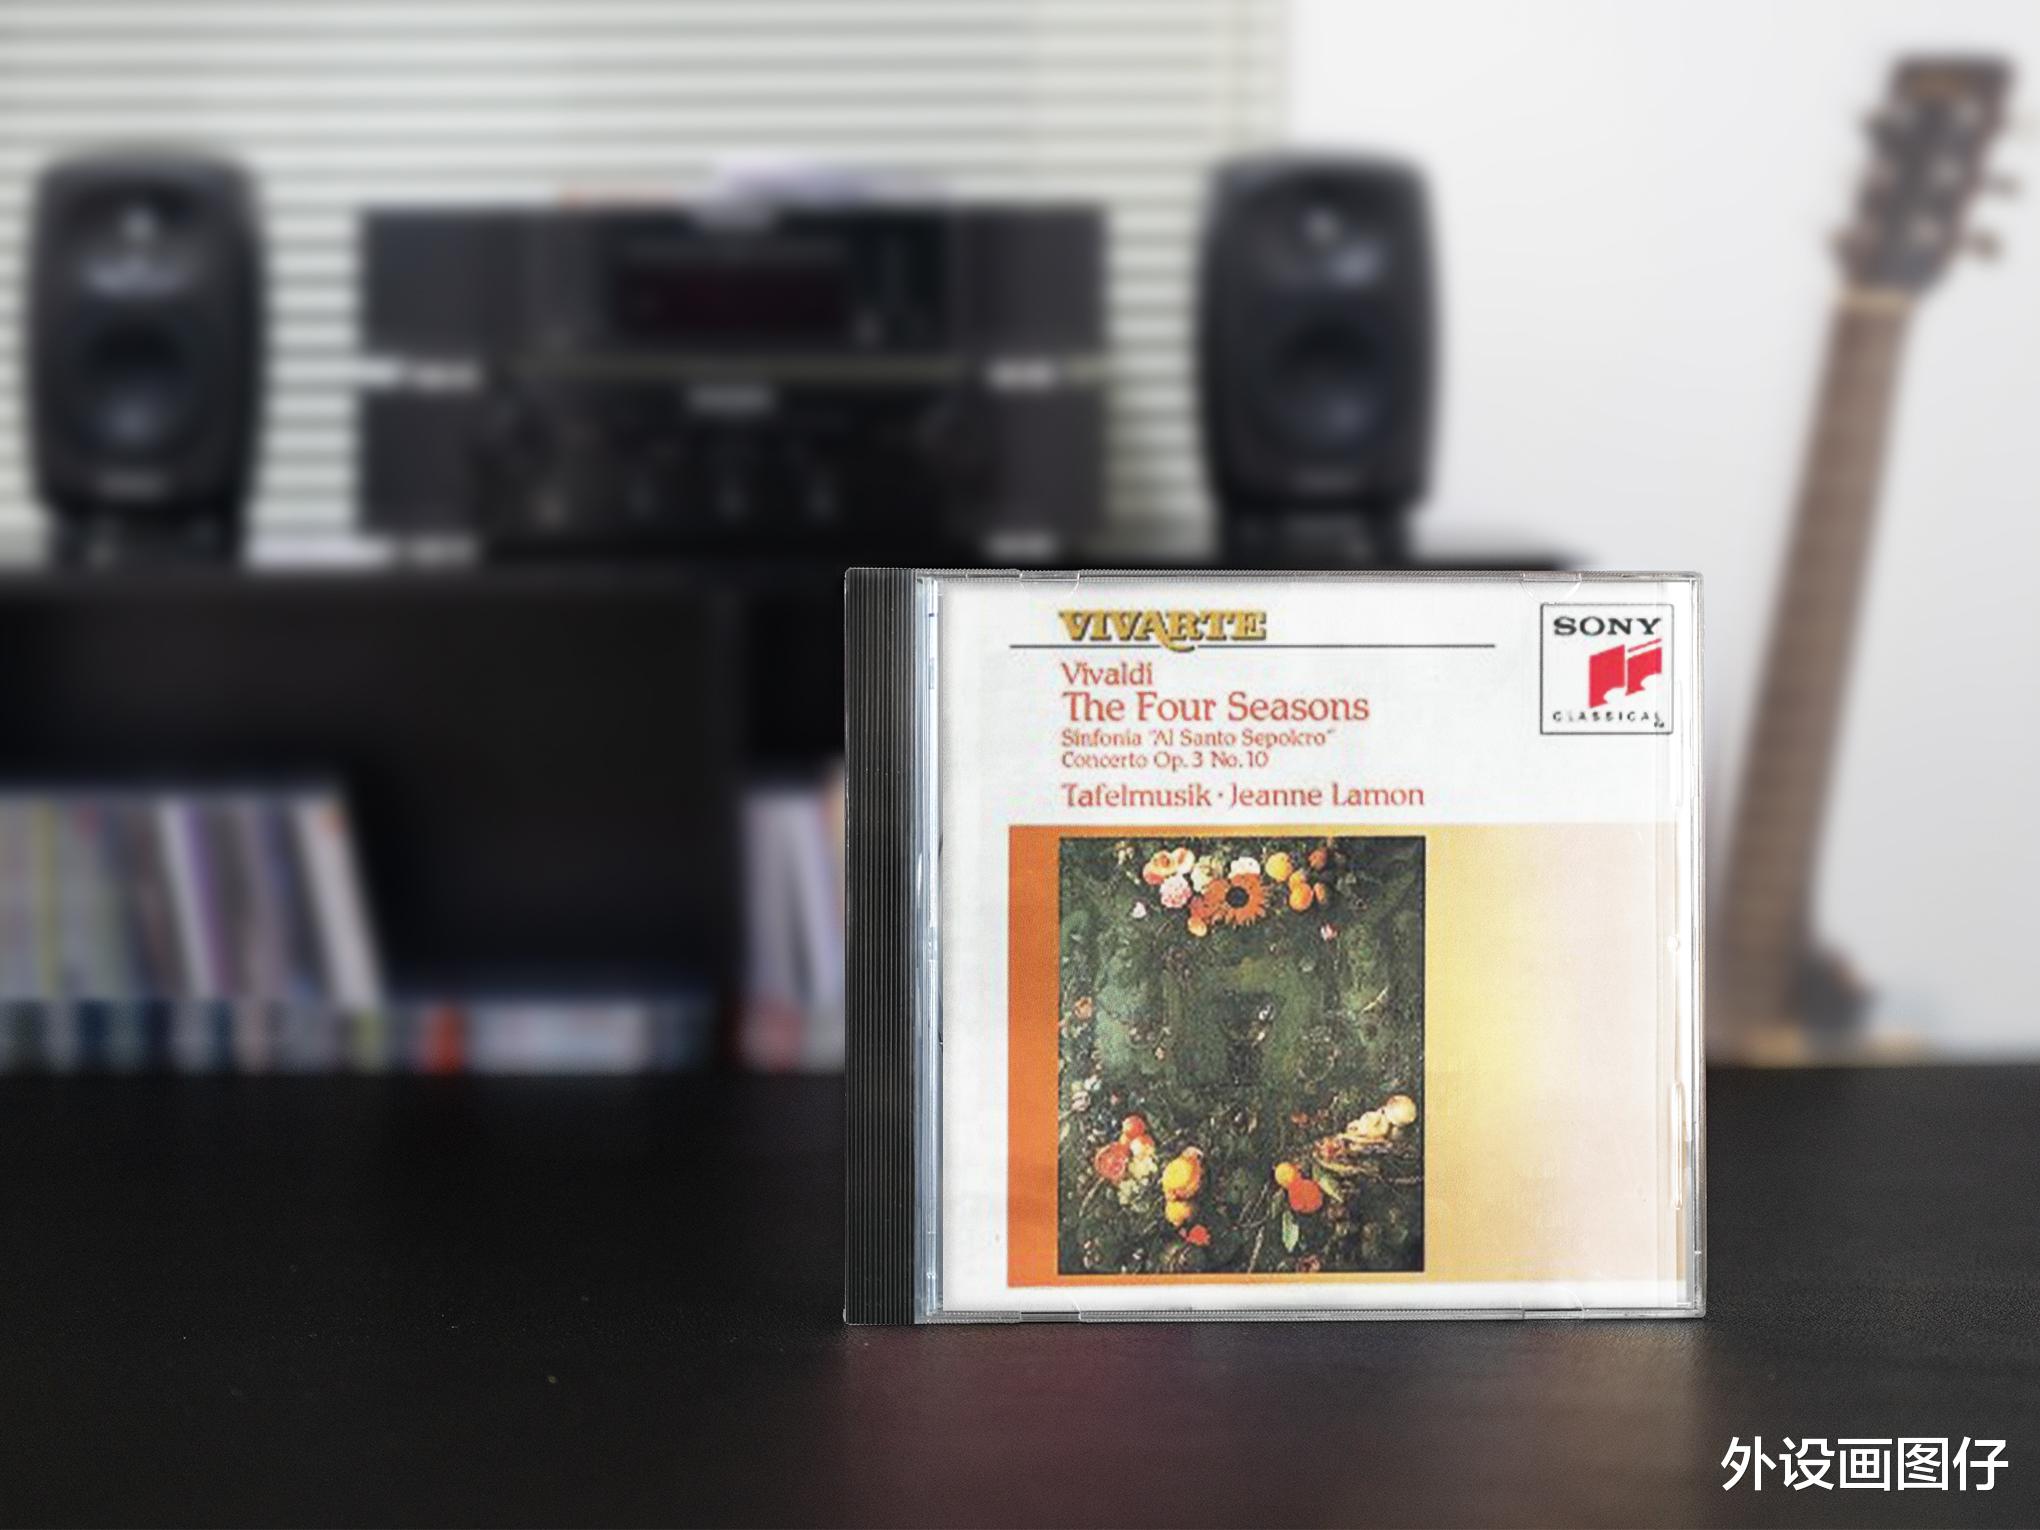 VIVARTE
SONY
CLASSICAL
Vivaldi
The Four Seasons
Sinfonia "Al Santo Sepolcro"
Concerto Op. 3 No. 10
Tafelmusik · Jeanne Lamon
外设画图仔